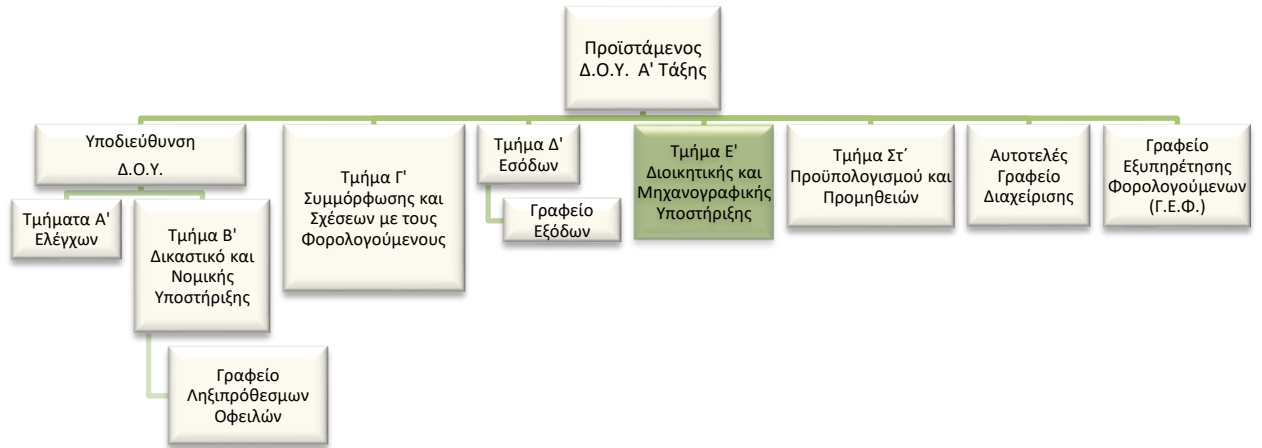 Προϊστάμενος
Δ.Ο.Υ. Α' Τάξης
Υποδιεύθυνση
Δ.Ο.Υ.
Τμήματα Α'
Ελέγχων
Τμήμα Β'
Δικαστικό και
Νομικής
Υποστήριξης
Γραφείο
Ληξιπρόθεσμων
Οφειλών
Τμήμα Γ'
Συμμόρφωσης και
Σχέσεων με τους
Φορολογούμενους
Τμήμα Δ'
Εσόδων
Γραφείο
Εξόδων
Τμήμα Ε'
Διοικητικής και
Μηχανογραφικής
Υποστήριξης
Τμήμα Στ΄
Προϋπολογισμού και
Προμηθειών
Αυτοτελές
Γραφείο
Διαχείρισης
Γραφείο
Εξυπηρέτησης
Φορολογούμενων
(Γ.Ε.Φ.)